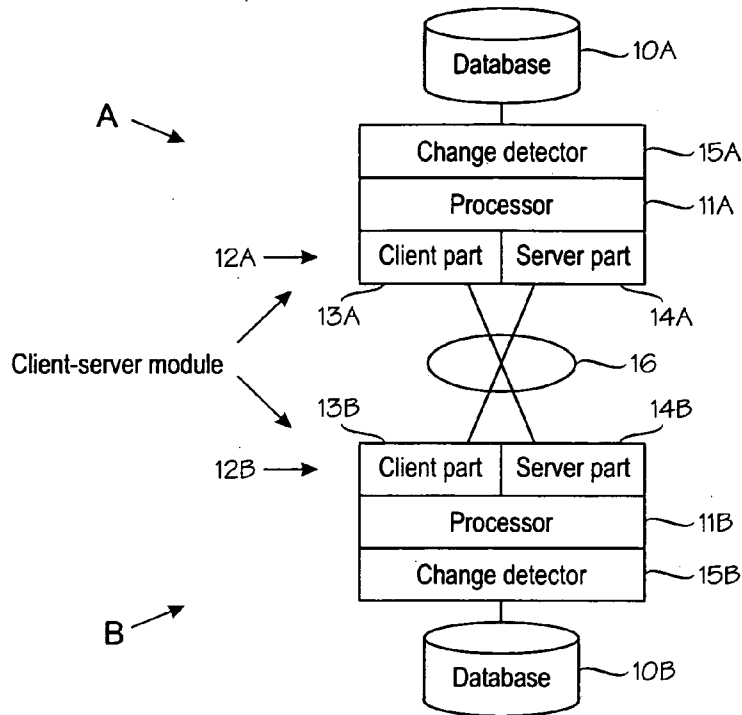 Database
10A
A
Change detector
15A
Processor
11A
12A
Client part
Server part
13A
14A
Client-server module
16
13B
14B
12B
Client part
Server part
Processor
11B
Change detector
15B
B
Database
10B